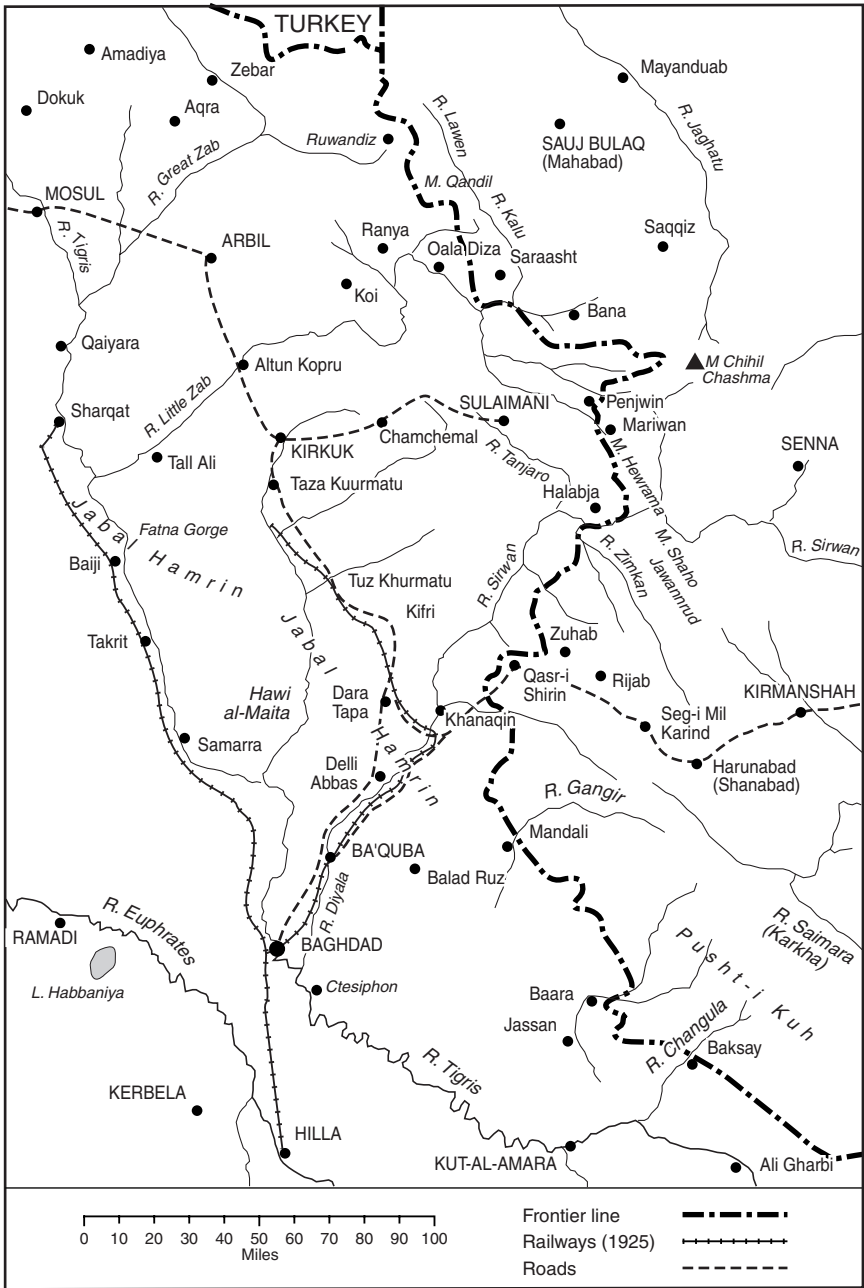 TURKEY
Amadiya
Zebar
Mayanduab
Dokuk
Aqra
R. Lawen
R. Jaghatu
SAUJ BULAQ
(Mahabad)
Ruwandiz
R. Great Zab
M. Qandil
MOSUL
R. Kalu
R. Tigris
Ranya
Saqqiz
ARBIL
Oala Diza
Saraasht
Koi
Bana
Qaiyara
Altun Kopru
M Chihil
Chashma
R. Little Zab
Sharqat
SULAIMANI
Penjwin
Mariwan
Chamchemal
KIRKUK
SENNA
Tall Ali
R. Tanjaro
M. Hewrama
Taza Kuurmatu
Halabja
Jabal Hamrin
Fatna Gorge
R. Sirwan
M. Shaho
Jawannrud
R. Zimkan
R. Sirwan
Baiji
Tuz Khurmatu
Kifri
Jabal Hamrin
Takrit
Zuhab
Qasr-i
Shirin
Rijab
KIRMANSHAH
Hawi
al-Maita
Dara
Tapa
Khanaqin
Seg-i Mil
Karind
Samarra
Harunabad
(Shanabad)
Delli
Abbas
R. Gangir
Mandali
BA'QUBA
Balad Ruz
R. Diyala
R. Saimara
(Karkha)
R. Euphrates
RAMADI
BAGHDAD
Pusht-i Kuh
L. Habbaniya
Ctesiphon
Baara
Jassan
R. Changula
Baksay
R. Tigris
KERBELA
HILLA
KUT-AL-AMARA
Ali Gharbi
0 10 20 30 40 50 60 70 80 90 100
Miles
Frontier line
Railways (1925)
Roads